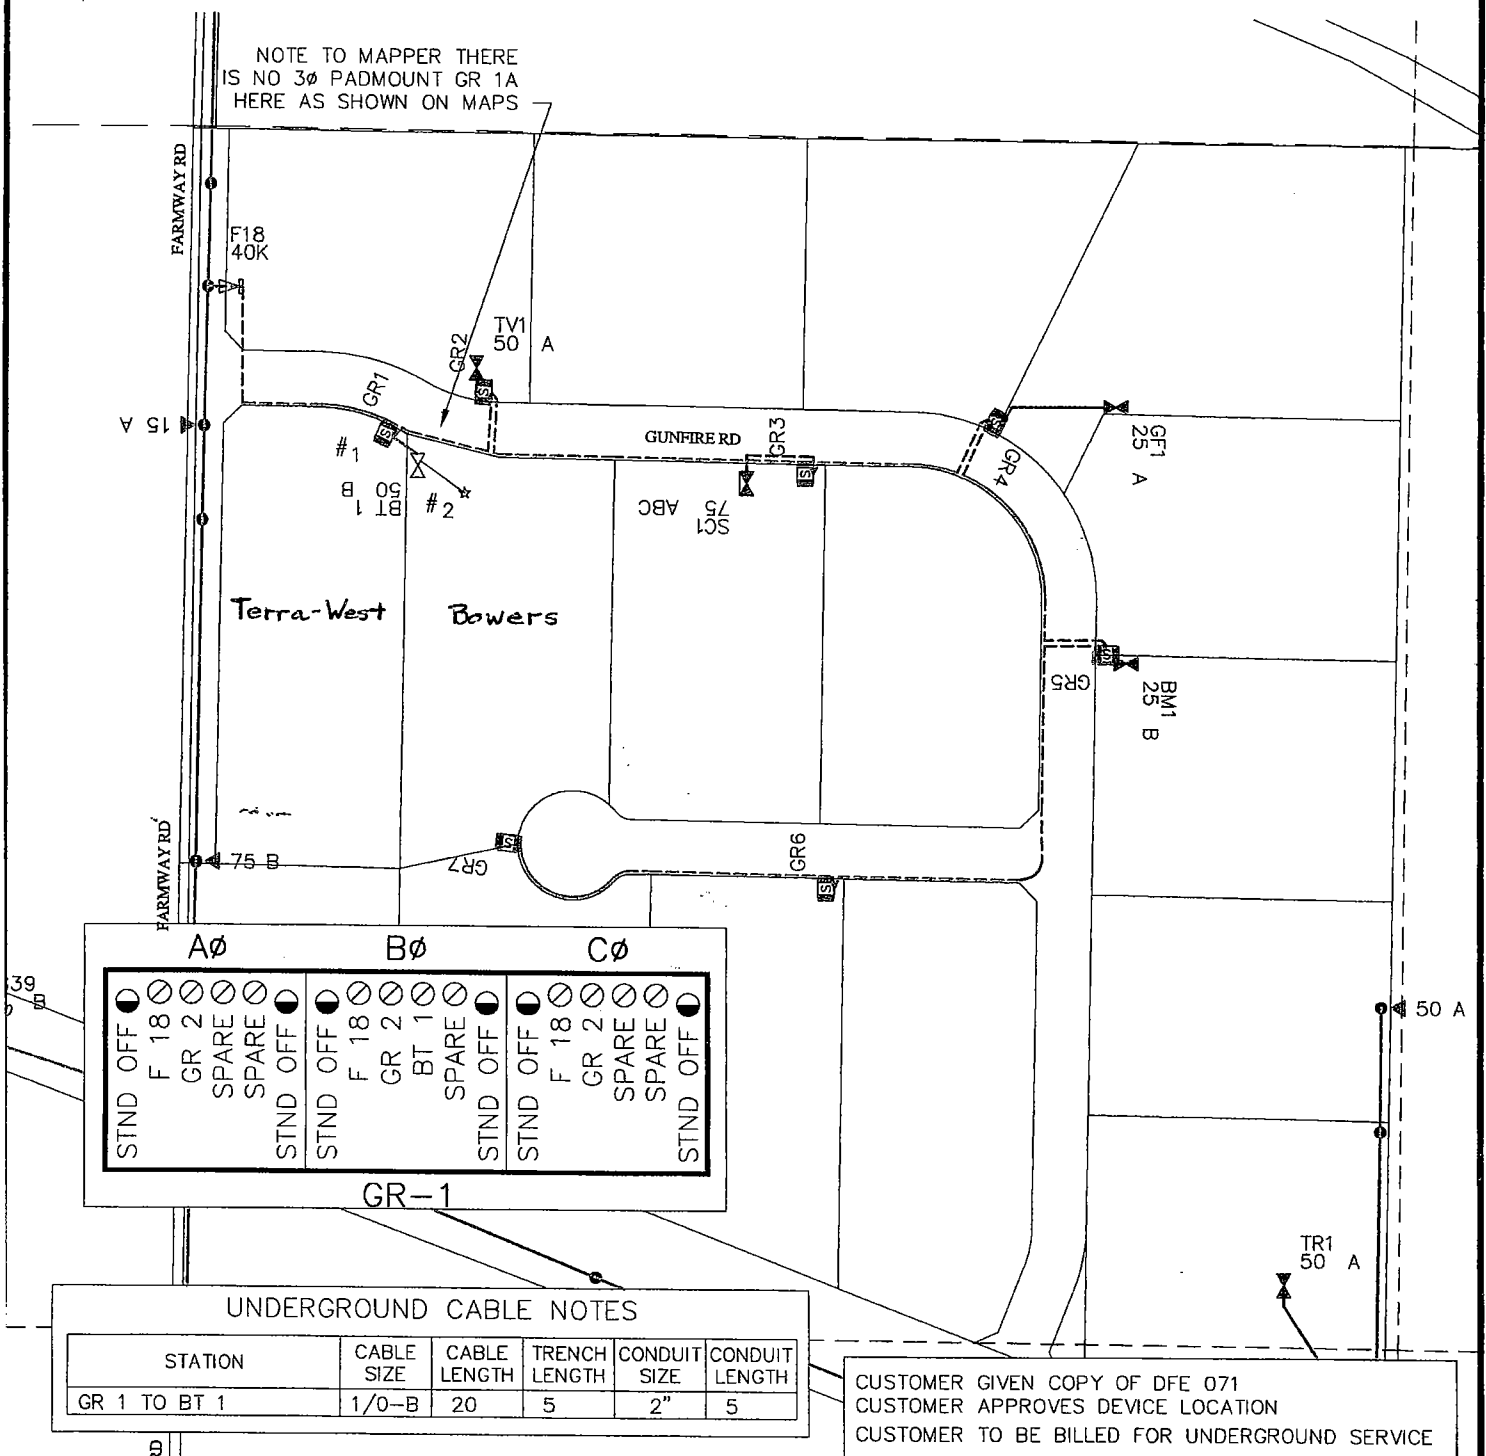 NOTE TO MAPPER THERE
IS NO 3ø PADMOUNT GR 1A
HERE AS SHOWN ON MAPS
FARMWAY RD
F18
40K
TV1
50 A
GR2
GR1
15 A
#1
BT 1
50
B
#2
GUNFIRE RD
GR3
SC1
75 ABC
GR4
GF1
25 A
Terra-West
Bowers
GR5
BM1
25 B
FARMWAY RD
75 B
GR7
GR6
39
B
50 A
Aø Bø Cø
STND OFF
F 18
GR 2
SPARE
SPARE
STND OFF
STND OFF
F 18
GR 2
BT 1
SPARE
STND OFF
STND OFF
F 18
GR 2
SPARE
SPARE
STND OFF
GR-1
TR1
50 A
UNDERGROUND CABLE NOTES
STATION CABLE SIZE CABLE LENGTH TRENCH LENGTH CONDUIT SIZE CONDUIT LENGTH
GR 1 TO BT 1 1/0-B 20 5 2" 5
CUSTOMER GIVEN COPY OF DFE 071
CUSTOMER APPROVES DEVICE LOCATION
CUSTOMER TO BE BILLED FOR UNDERGROUND SERVICE